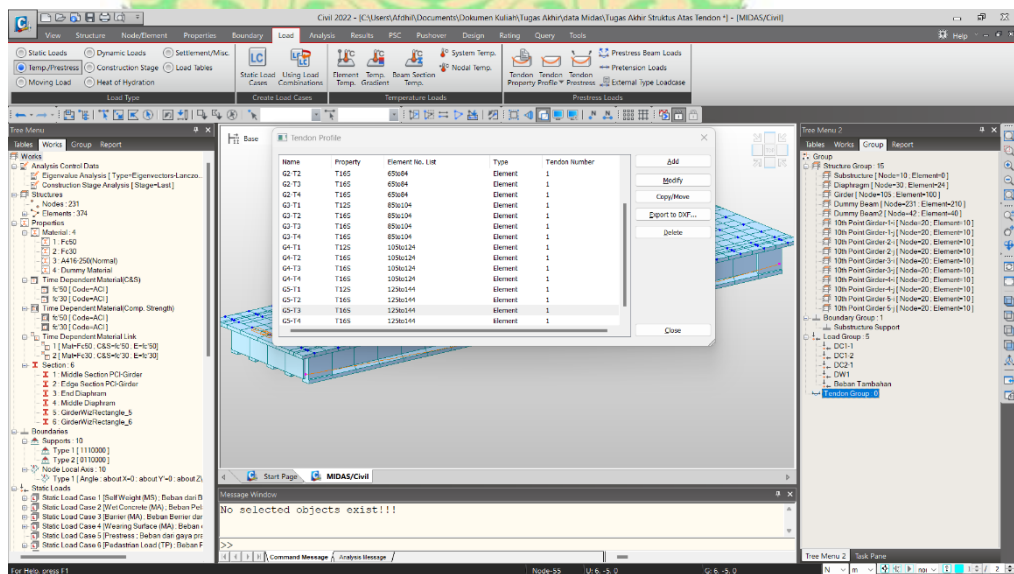 Civil 2022 - [C:\Users\Afdhil\Documents\Dokumen Kuliah\Tugas Akhir\data Midas\Tugas Akhir Struktus Atas Tendon *] - [MIDAS/Civil]
View Structure Node/Element Properties Boundary Load Analysis Results PSC Pushover Design Rating Query Tools Help
Static Loads Dynamic Loads Settlement/Misc.
Temp./Prestress Construction Stage Load Tables
Moving Load Heat of Hydration
Load Type
LC
Static Load Cases
Using Load Combinations
Create Load Cases
Element Temp.
Temp. Gradient
Beam Section Temp.
System Temp.
Nodal Temp.
Temperature Loads
Tendon Property
Tendon Profile
Tendon Prestress
Prestress Beam Loads
Pretension Loads
External Type Loadcase
Prestress Loads
Tree Menu
Tables Works Group Report
Works
Analysis Control Data
Eigenvalue Analysis [ Type=Eigenvectors-Lanczo...
Construction Stage Analysis [ Stage=Last ]
Structures
Nodes : 231
Elements : 374
Properties
Material : 4
1 : Fc50
2 : Fc30
3 : A416-250(Normal)
4 : Dummy Material
Time Dependent Material(C&S)
fc'50 [ Code=ACI ]
fc'30 [ Code=ACI ]
Time Dependent Material(Comp. Strength)
fc'50 [ Code=ACI ]
fc'30 [ Code=ACI ]
Time Dependent Material Link
1 [ Mat=Fc50 ; C&S=fc'50 ; E=fc'50]
2 [ Mat=Fc30 ; C&S=fc'30 ; E=fc'30]
Section : 6
1 : Middle Section PCI-Girder
2 : Edge Section PCI-Girder
3 : End Diaphram
4 : Middle Diaphram
5 : GirderWizRectangle_5
6 : GirderWizRectangle_6
Boundaries
Supports : 10
Type 1 [ 1110000 ]
Type 2 [ 0110000 ]
Node Local Axis : 10
Type 1 [ Angle : about X=0 : about Y'=0 : about Z\
Static Loads
Static Load Case 1 [Self Weight (MS) ; Beban dari B
Static Load Case 2 [Wet Concrete (MA) ; Beban Pel
Static Load Case 3 [Barrier (MA) ; Beban Berrier dar
Static Load Case 4 [Wearing Surface (MA) ; Beban
Static Load Case 5 [Prestress ; Beban dari gaya pra
Static Load Case 6 [Pedastrian Load (TP) ; Beban F
Base
Tendon Profile
Name Property Element No. List Type Tendon Number
G2-T2 T16S 65to84 Element 1
G2-T3 T16S 65to84 Element 1
G2-T4 T16S 65to84 Element 1
G3-T1 T12S 85to104 Element 1
G3-T2 T16S 85to104 Element 1
G3-T3 T16S 85to104 Element 1
G3-T4 T16S 85to104 Element 1
G4-T1 T12S 105to124 Element 1
G4-T2 T16S 105to124 Element 1
G4-T3 T16S 105to124 Element 1
G4-T4 T16S 105to124 Element 1
G5-T1 T12S 125to144 Element 1
G5-T2 T16S 125to144 Element 1
G5-T3 T16S 125to144 Element 1
G5-T4 T16S 125to144 Element 1
Add
Modify
Copy/Move
Export to DXF...
Delete
Close
Start Page MIDAS/Civil
Message Window
No selected objects exist!!!
>>
Command Message Analysis Message
Tree Menu 2
Tables Works Group Report
Group
Structure Group : 15
Substructure [ Node=10 ; Element=0 ]
Diaphragm [ Node=30 ; Element=24 ]
Girder [ Node=105 ; Element=100 ]
Dummy Beam [ Node=231 ; Element=210 ]
Dummy Beam2 [ Node=42 ; Element=40 ]
10th Point Girder-1-i [ Node=20 ; Element=10 ]
10th Point Girder-1-j [ Node=20 ; Element=10 ]
10th Point Girder-2-i [ Node=20 ; Element=10 ]
10th Point Girder-2-j [ Node=20 ; Element=10 ]
10th Point Girder-3-i [ Node=20 ; Element=10 ]
10th Point Girder-3-j [ Node=20 ; Element=10 ]
10th Point Girder-4-i [ Node=20 ; Element=10 ]
10th Point Girder-4-j [ Node=20 ; Element=10 ]
10th Point Girder-5-i [ Node=20 ; Element=10 ]
10th Point Girder-5-j [ Node=20 ; Element=10 ]
Boundary Group : 1
Substucture Support
Load Group : 5
DC1-1
DC1-2
DC2-1
DW1
Beban Tambahan
Tendon Group : 0
Tree Menu 2 Task Pane
For Help, press F1
Node-55 U: 6, -5, 0 G: 6, -5, 0 N m